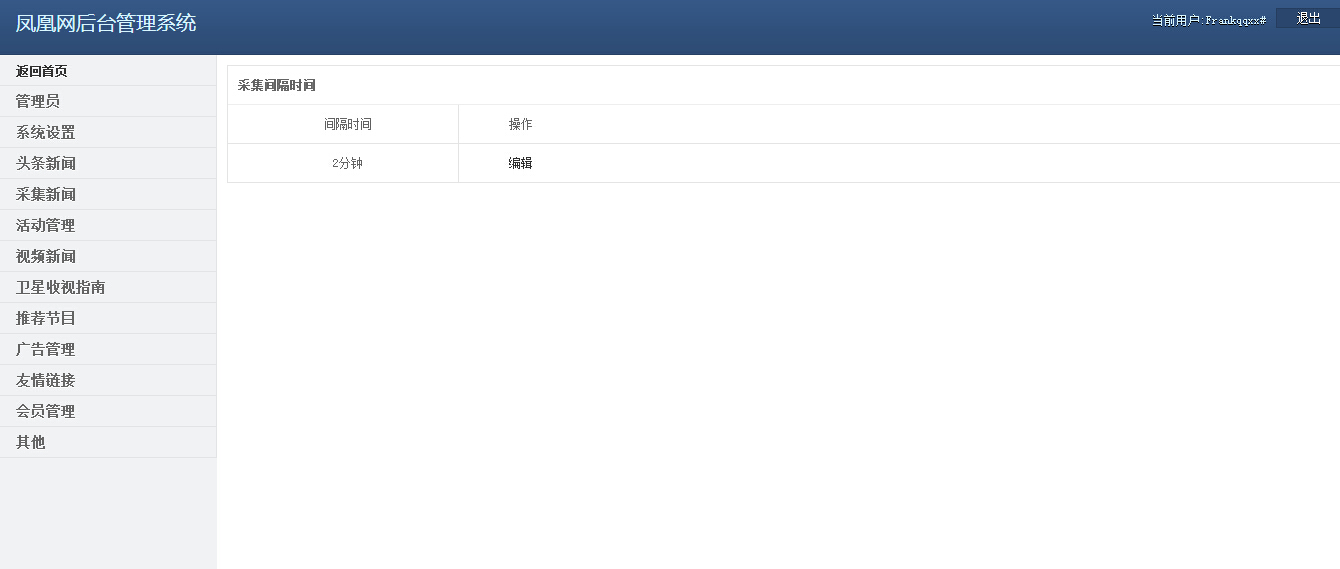 凤凰网后台管理系统
当前用户:Frankqgxx#
退出
返回首页
管理员
系统设置
头条新闻
采集新闻
活动管理
视频新闻
卫星收视指南
推荐节目
广告管理
友情链接
会员管理
其他
采集间隔时间
间隔时间 操作
2分钟 编辑